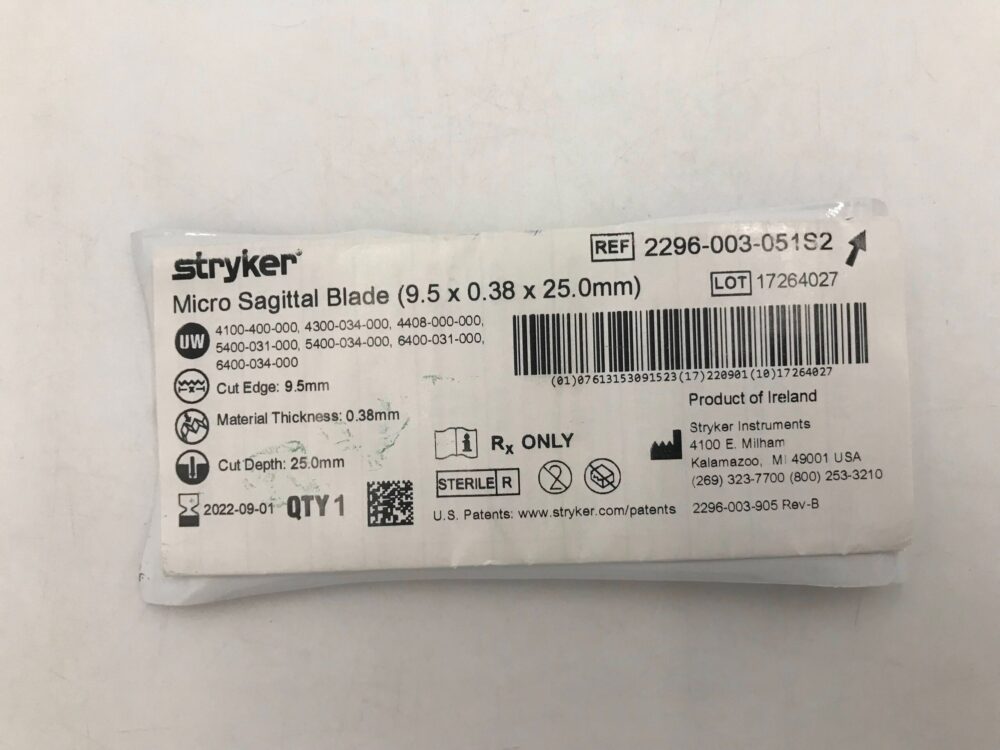 stryker
REF 2296-003-051S2
LOT 17264027
Micro Sagittal Blade (9.5 x 0.38 x 25.0mm)
UW 4100-400-000, 4300-034-000, 4408-000-000,
5400-031-000, 5400-034-000, 6400-031-000,
6400-034-000
Cut Edge: 9.5mm
Material Thickness: 0.38mm
Cut Depth: 25.0mm
2022-09-01 QTY 1
(01)07613153091523(17)220901(10)17264027
Product of Ireland
Rx ONLY
STERILE R
2
U.S. Patents: www.stryker.com/patents
Stryker Instruments
4100 E. Milham
Kalamazoo, MI 49001 USA
(269) 323-7700 (800) 253-3210
2296-003-905 Rev-B